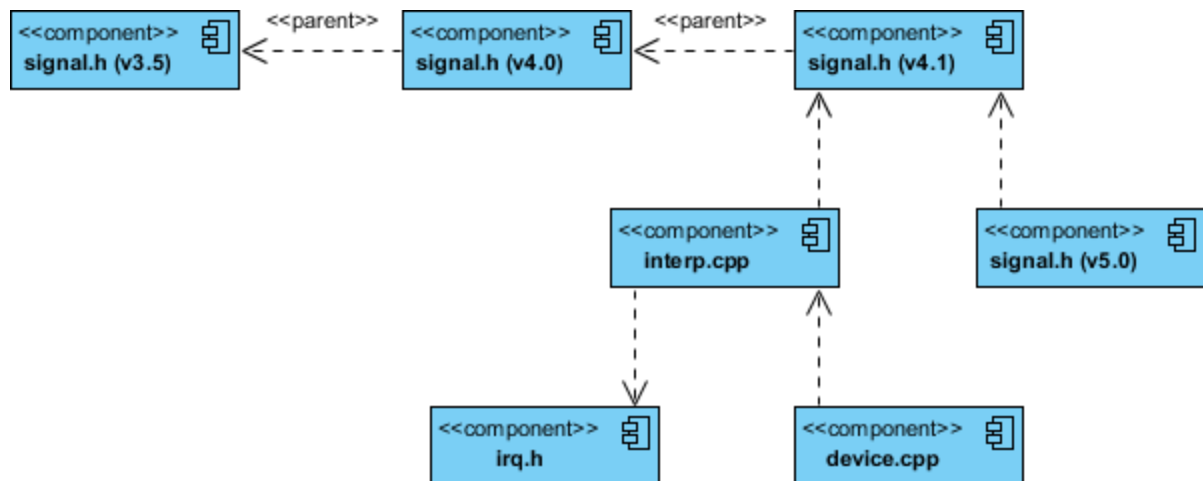 <<component>>
signal.h (v3.5)
<<parent>>
<<component>>
signal.h (v4.0)
<<parent>>
<<component>>
signal.h (v4.1)
<<component>>
interp.cpp
<<component>>
signal.h (v5.0)
<<component>>
irq.h
<<component>>
device.cpp